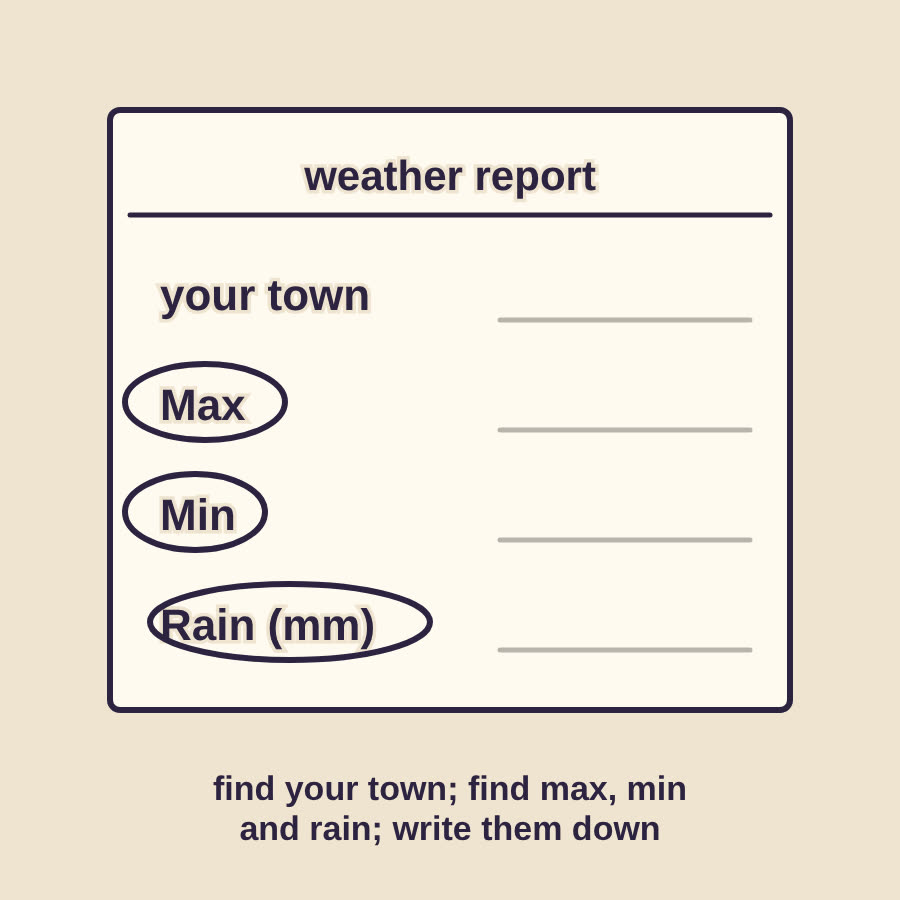 weather report
your town
Max
Min
Rain (mm)
find your town; find max, min
and rain; write them down